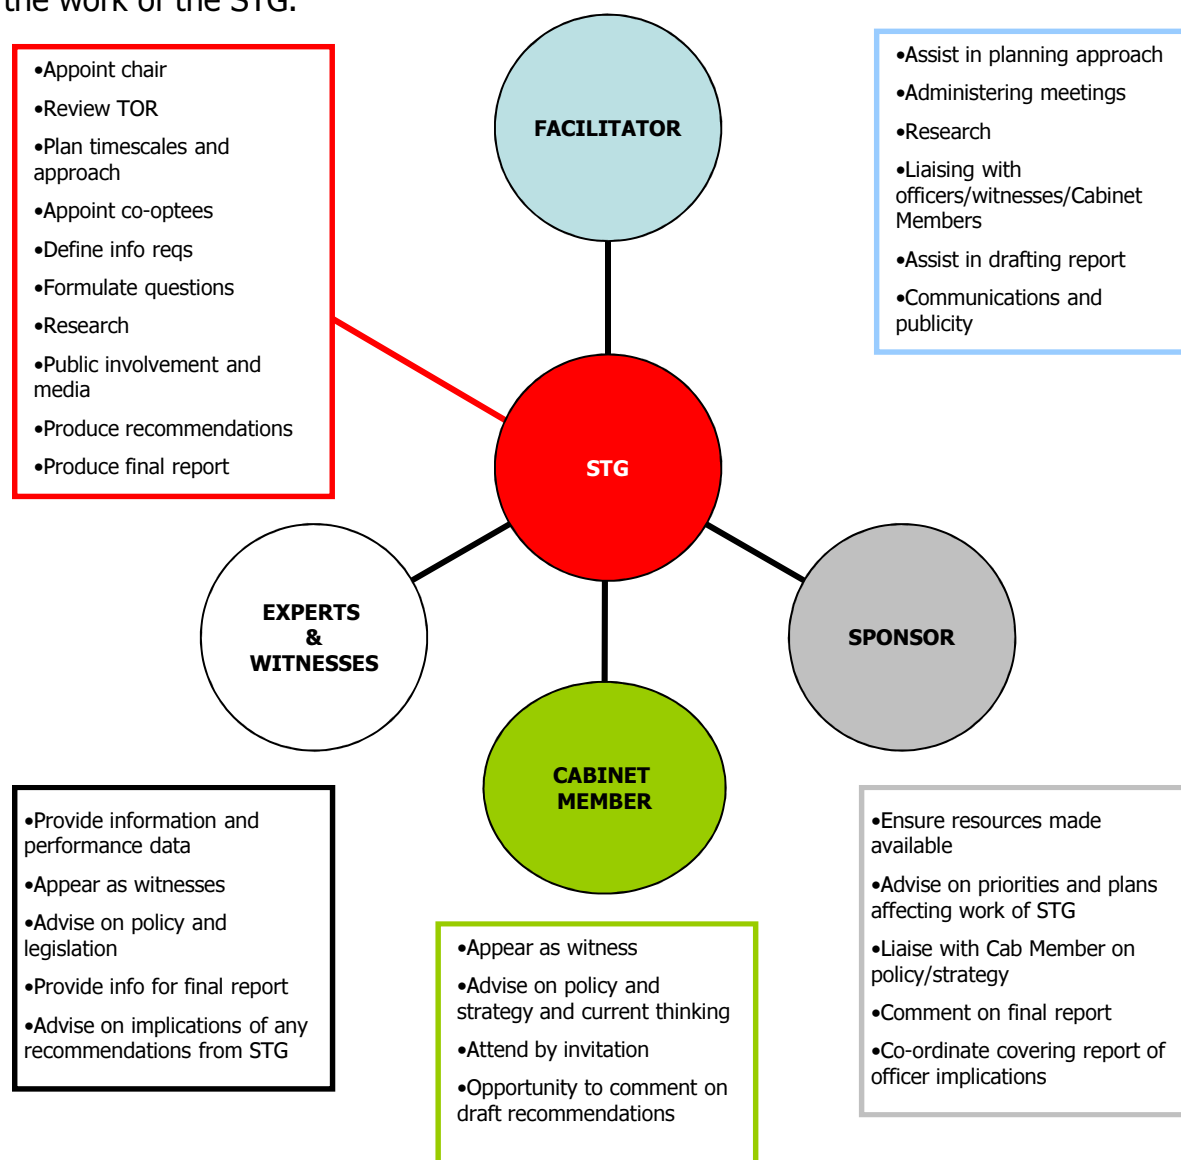 the work of the STG.
•Appoint chair
•Review TOR
•Plan timescales and
approach
•Appoint co-optees
•Define info reqs
•Formulate questions
•Research
•Public involvement and
media
•Produce recommendations
•Produce final report
FACILITATOR
•Assist in planning approach
•Administering meetings
•Research
•Liaising with
officers/witnesses/Cabinet
Members
•Assist in drafting report
•Communications and
publicity
STG
EXPERTS
&
WITNESSES
SPONSOR
CABINET
MEMBER
•Provide information and
performance data
•Appear as witnesses
•Advise on policy and
legislation
•Provide info for final report
•Advise on implications of any
recommendations from STG
•Appear as witness
•Advise on policy and
strategy and current thinking
•Attend by invitation
•Opportunity to comment on
draft recommendations
•Ensure resources made
available
•Advise on priorities and plans
affecting work of STG
•Liaise with Cab Member on
policy/strategy
•Comment on final report
•Co-ordinate covering report of
officer implications